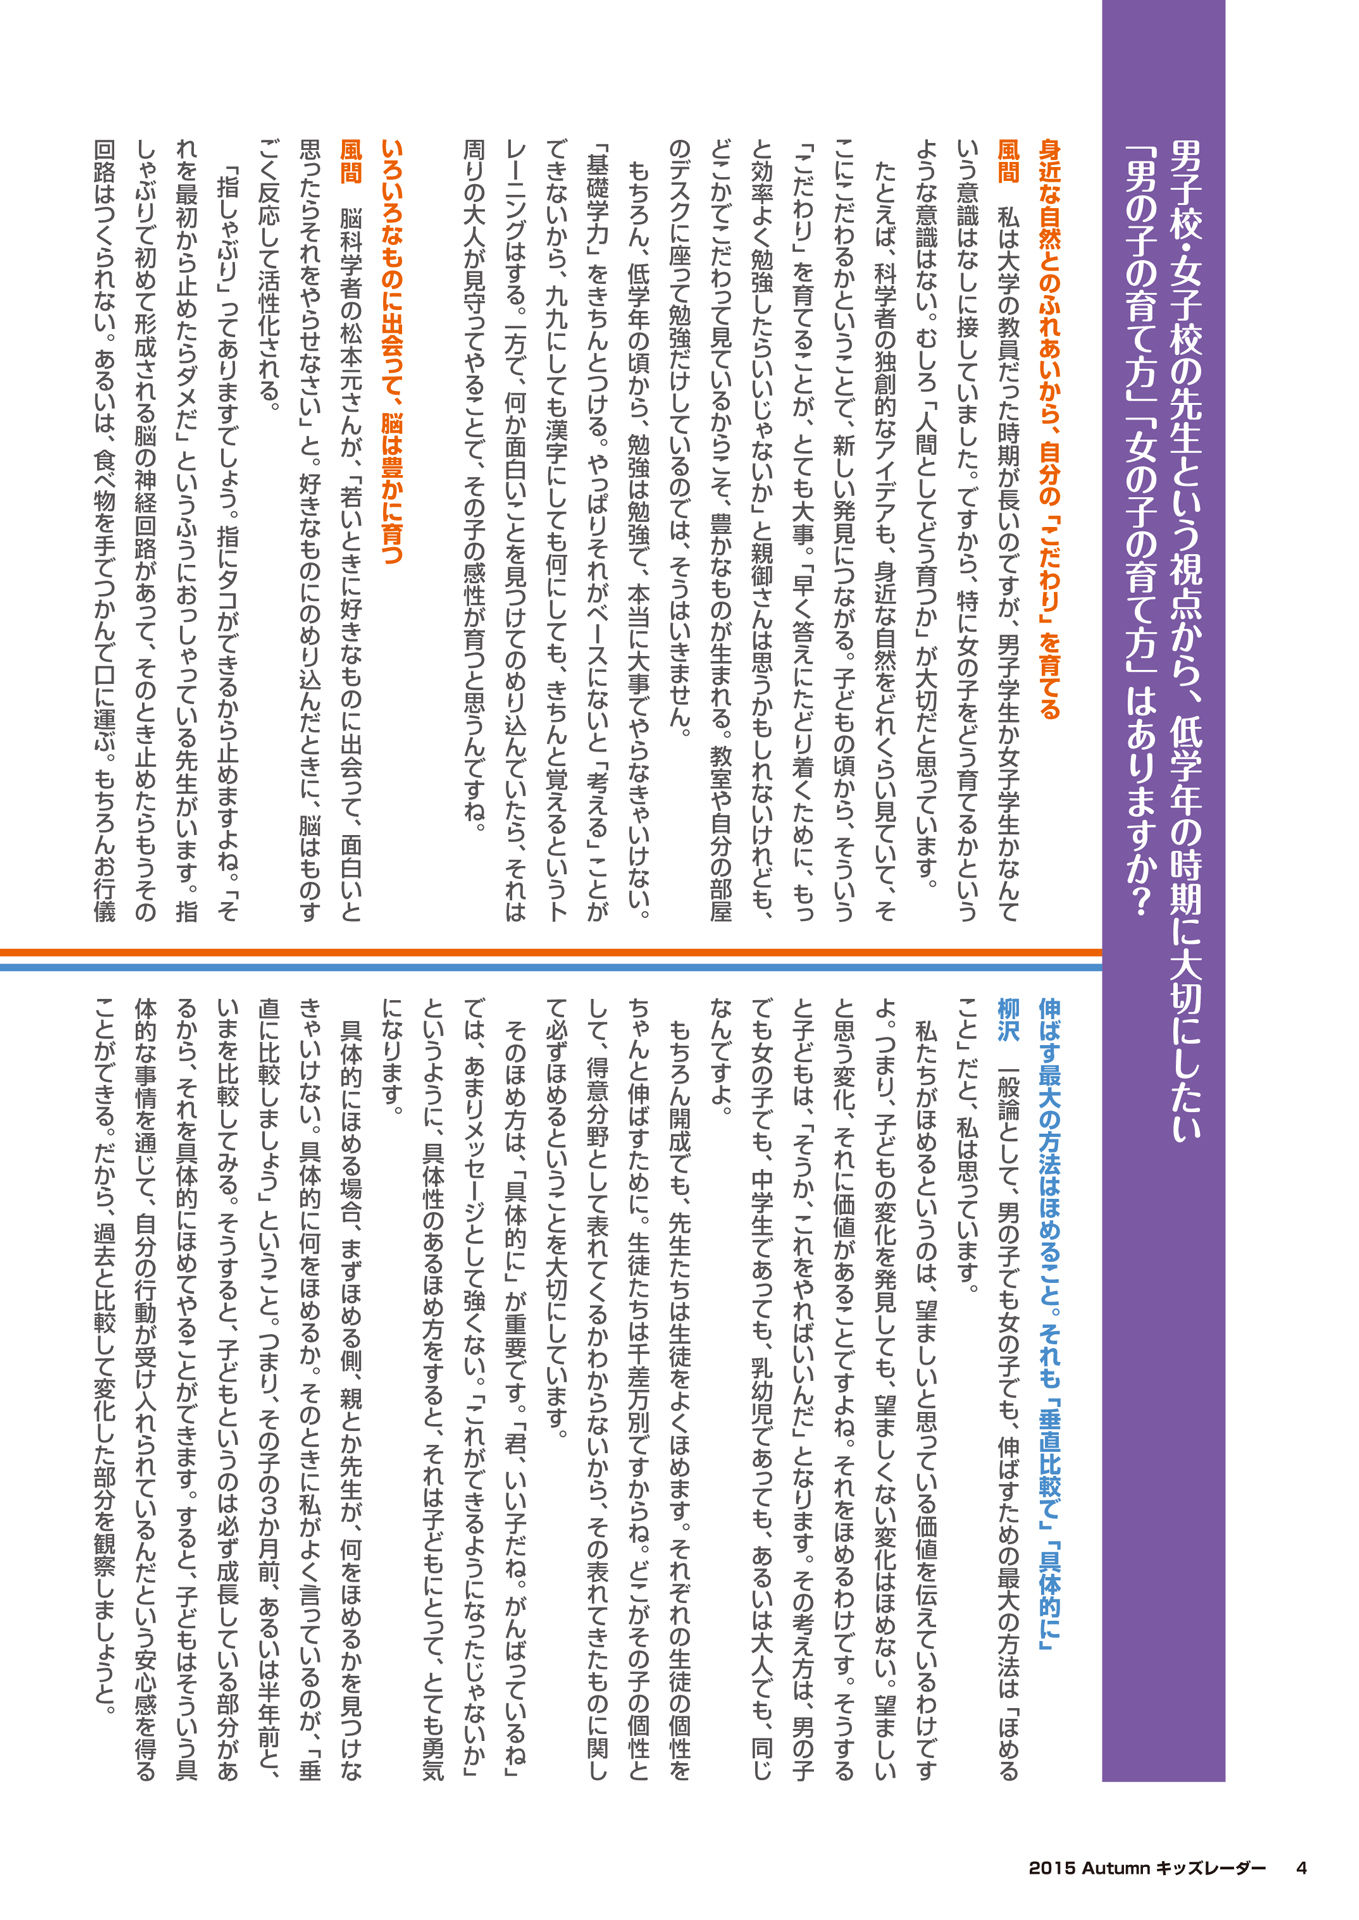 男子校・女子校の先生という視点から、低学年の時期に大切にしたい
「男の子の育て方」「女の子の育て方」はありますか？
身近な自然とのふれあいから、自分の「こだわり」を育てる
風間　私は大学の教員だった時期が長いのですが、男子学生か女子学生かなんて
いう意識はなしに接していました。ですから、特に女の子をどう育てるかという
ような意識はない。むしろ「人間としてどう育つか」が大切だと思っています。
たとえば、科学者の独創的なアイデアも、身近な自然をどれくらい見ていて、そ
こにこだわるかということで、新しい発見につながる。子どもの頃から、そういう
「こだわり」を育てることが、とても大事。「早く答えにたどり着くために、もっ
と効率よく勉強したらいいじゃないか」と親御さんは思うかもしれないけれども、
どこかでこだわって見ているからこそ、豊かなものが生まれる。教室や自分の部屋
のデスクに座って勉強だけしているのでは、そうはいきません。
もちろん、低学年の頃から、勉強は勉強で、本当に大事でやらなきゃいけない。
「基礎学力」をきちんとつける。やっぱりそれがベースにないと「考える」ことが
できないから、九九にしても漢字にしても何にしても、きちんと覚えるというト
レーニングはする。一方で、何か面白いことを見つけてのめり込んでいたら、それは
周りの大人が見守ってやることで、その子の感性が育つと思うんですね。
いろいろなものに出会って、脳は豊かに育つ
風間　脳科学者の松本元さんが、「若いときに好きなものに出会って、面白いと
思ったらそれをやらせなさい」と。好きなものにのめり込んだときに、脳はものす
ごく反応して活性化される。
「指しゃぶり」ってありますでしょう。指にタコができるから止めますよね。「そ
れを最初から止めたらダメだ」というふうにおっしゃっている先生がいます。指
しゃぶりで初めて形成される脳の神経回路があって、そのとき止めたらもうその
回路はつくられない。あるいは、食べ物を手でつかんで口に運ぶ。もちろんお行儀
伸ばす最大の方法はほめること。それも「垂直比較で」「具体的に」
柳沢　一般論として、男の子でも女の子でも、伸ばすための最大の方法は「ほめる
こと」だと、私は思っています。
私たちがほめるというのは、望ましいと思っている価値を伝えているわけです
よ。つまり、子どもの変化を発見しても、望ましくない変化はほめない。望ましい
と思う変化、それに価値があることですよね。それをほめるわけです。そうする
と子どもは、「そうか、これをやればいいんだ」となります。その考え方は、男の子
でも女の子でも、中学生であっても、乳幼児であっても、あるいは大人でも、同じ
なんですよ。
もちろん開成でも、先生たちは生徒をよくほめます。それぞれの生徒の個性を
ちゃんと伸ばすために。生徒たちは千差万別ですからね。どこがその子の個性と
して、得意分野として表れてくるかわからないから、その表れてきたものに関し
て必ずほめるということを大切にしています。
そのほめ方は、「具体的に」が重要です。「君、いい子だね。がんばっているね」
では、あまりメッセージとして強くない。「これができるようになったじゃないか」
というように、具体性のあるほめ方をすると、それは子どもにとって、とても勇気
になります。
具体的にほめる場合、まずほめる側、親とか先生が、何をほめるかを見つけな
きゃいけない。具体的に何をほめるか。そのときに私がよく言っているのが、「垂
直に比較しましょう」ということ。つまり、その子の3か月前、あるいは半年前と、
いまを比較してみる。そうすると、子どもというのは必ず成長している部分があ
るから、それを具体的にほめてやることができます。すると、子どもはそういう具
体的な事情を通じて、自分の行動が受け入れられているんだという安心感を得る
ことができる。だから、過去と比較して変化した部分を観察しましょうと。
2015 Autumn キッズレーダー　4